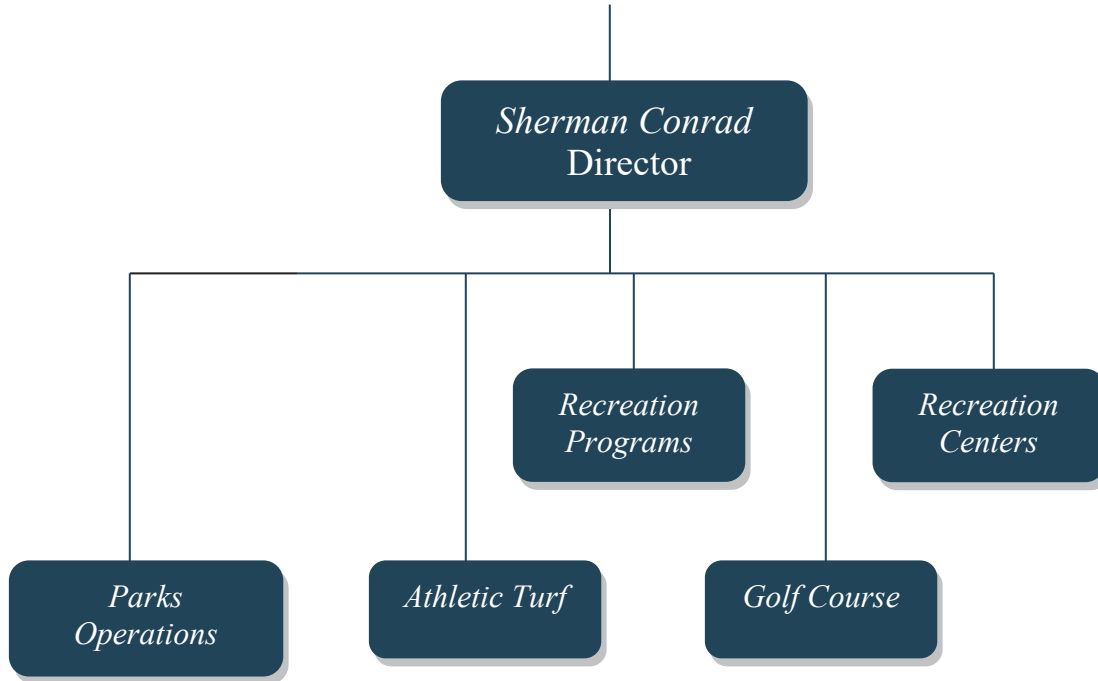 Sherman Conrad
Director
Recreation
Programs
Recreation
Centers
Parks
Operations
Athletic Turf
Golf Course